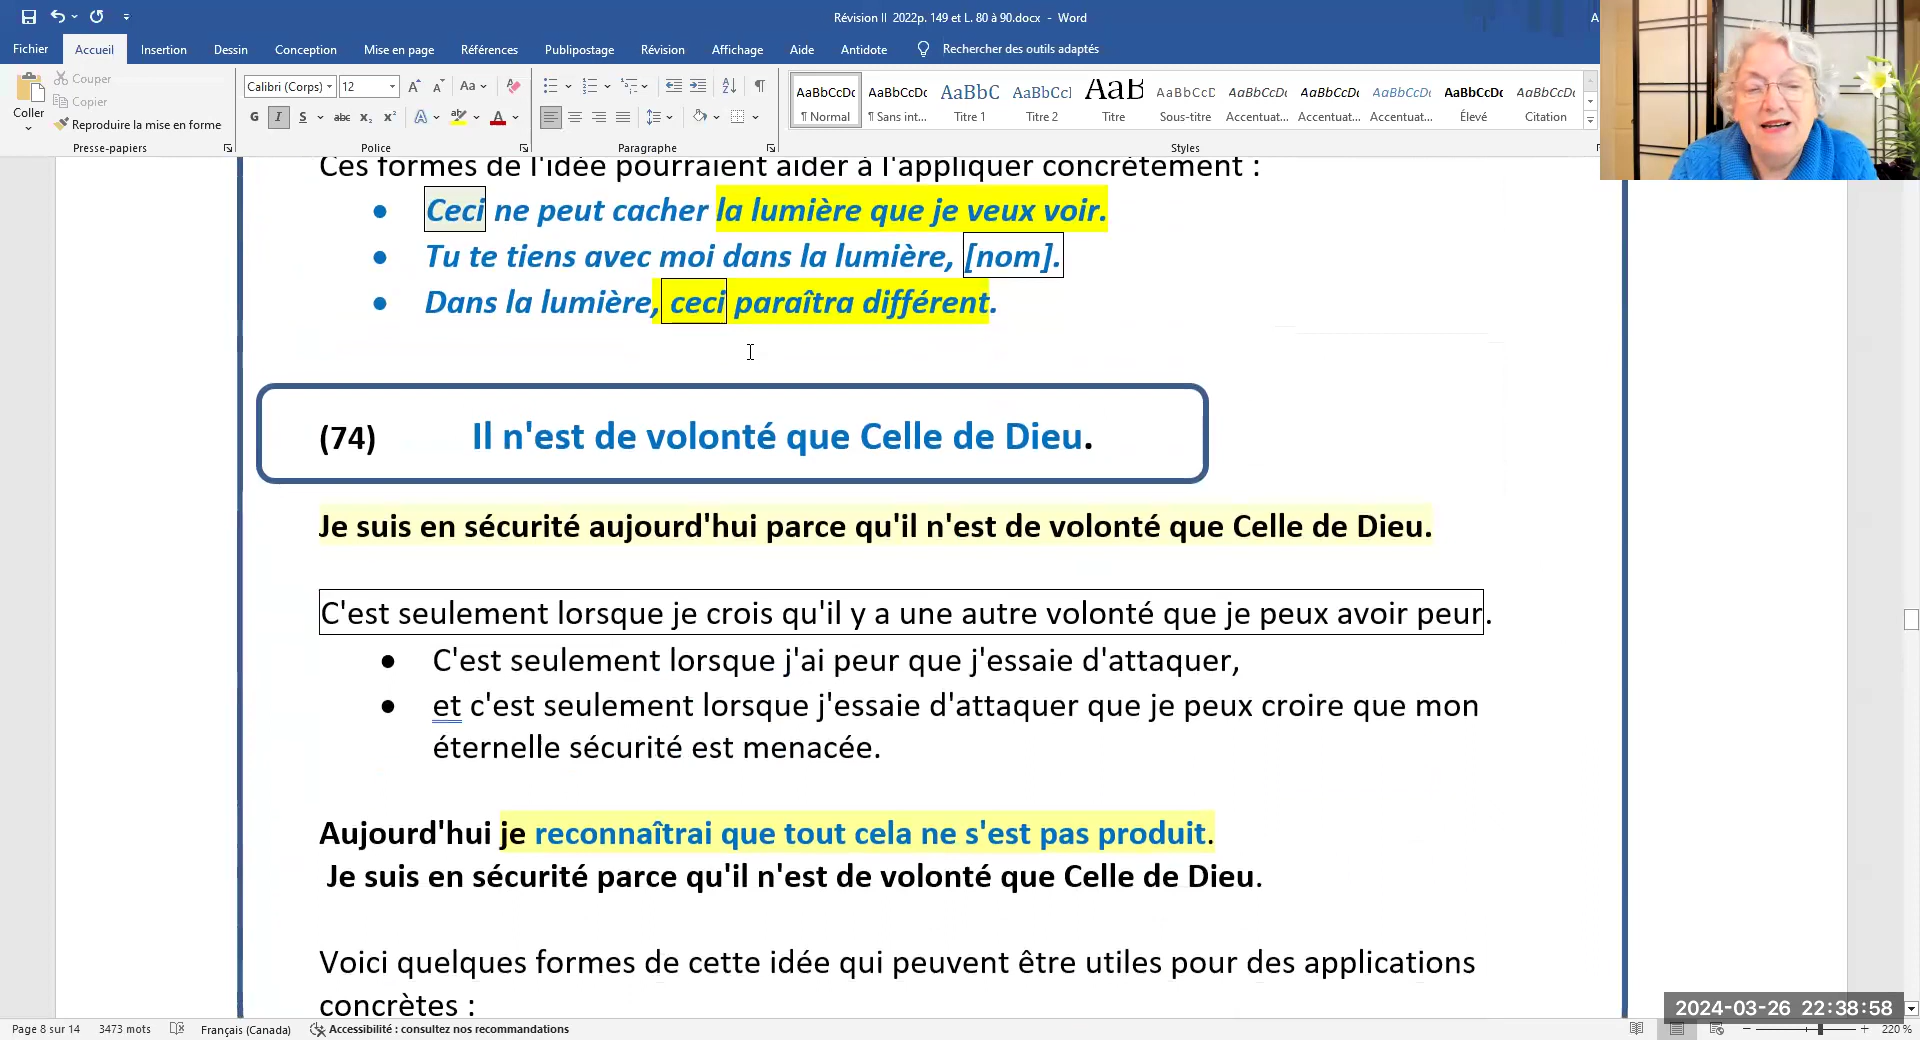 Révision II 2022p. 149 et L. 80 à 90.docx - Word
Fichier Accueil Insertion Dessin Conception Mise en page Références Publipostage Révision Affichage Aide Antidote Rechercher des outils adaptés
Coller
Couper
Copier
Reproduire la mise en forme
Presse-papiers
Calibri (Corps) 12
G I S abc x₂ x²
Police
Paragraphe
AaBbCcDc AaBbCcDc AaBbC AaBbCcl AaB AaBbCcD AaBbCcDc AaBbCcDc AaBbCcDc AaBbCcDc AaBbCcDc
¶ Normal ¶ Sans int... Titre 1 Titre 2 Titre Sous-titre Accentuat... Accentuat... Accentuat... Élevé Citation
Styles
Ces formes de l'idée pourraient aider à l'appliquer concrètement :
• Ceci ne peut cacher la lumière que je veux voir.
• Tu te tiens avec moi dans la lumière, [nom].
• Dans la lumière, ceci paraîtra différent.
(74) Il n'est de volonté que Celle de Dieu.
Je suis en sécurité aujourd'hui parce qu'il n'est de volonté que Celle de Dieu.
C'est seulement lorsque je crois qu'il y a une autre volonté que je peux avoir peur.
• C'est seulement lorsque j'ai peur que j'essaie d'attaquer,
• et c'est seulement lorsque j'essaie d'attaquer que je peux croire que mon
éternelle sécurité est menacée.
Aujourd'hui je reconnaîtrai que tout cela ne s'est pas produit.
Je suis en sécurité parce qu'il n'est de volonté que Celle de Dieu.
Voici quelques formes de cette idée qui peuvent être utiles pour des applications
concrètes :
2024-03-26 22:38:58
Page 8 sur 14 3473 mots Français (Canada) Accessibilité : consultez nos recommandations 220 %